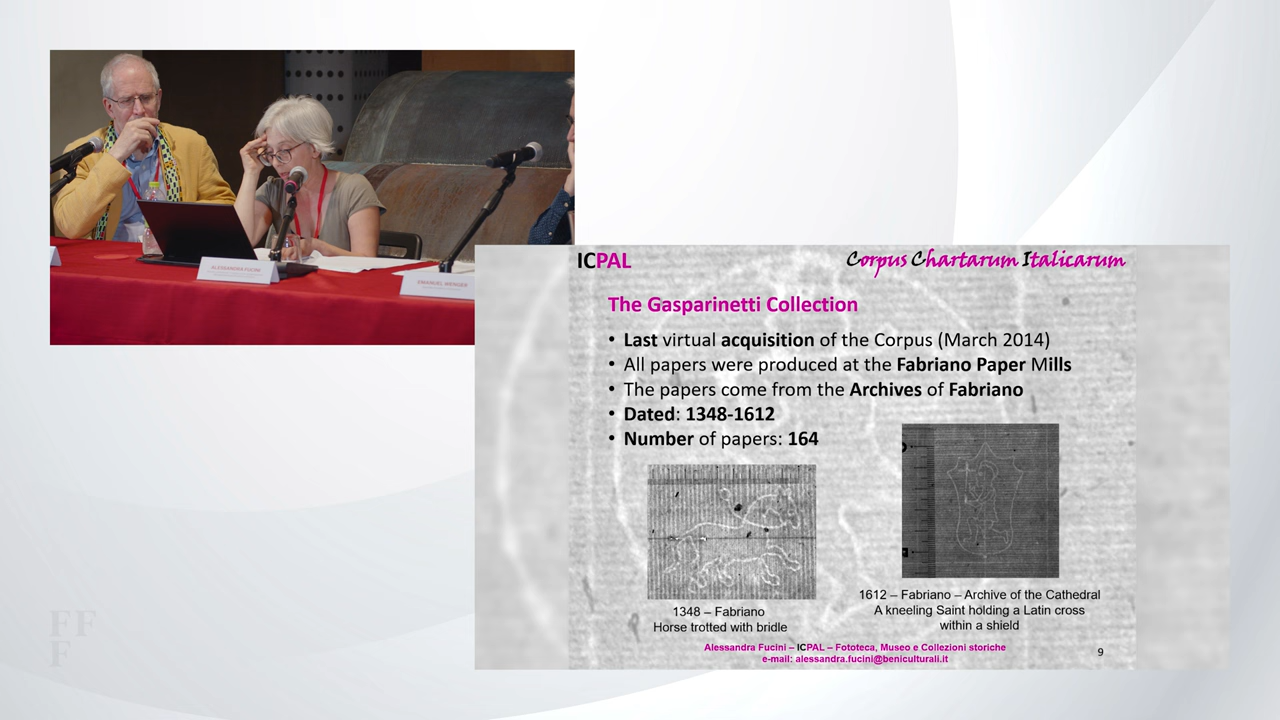 ALESSANDRA FUCINI
EMANUEL WENGER
ICPAL
Corpus Chartarum Italicarum
The Gasparinetti Collection
• Last virtual acquisition of the Corpus (March 2014)
• All papers were produced at the Fabriano Paper Mills
• The papers come from the Archives of Fabriano
• Dated: 1348-1612
• Number of papers: 164
1348 – Fabriano
Horse trotted with bridle
1612 – Fabriano – Archive of the Cathedral
A kneeling Saint holding a Latin cross
within a shield
Alessandra Fucini – ICPAL – Fototeca, Museo e Collezioni storiche
e-mail: alessandra.fucini@beniculturali.it
9
FF
F